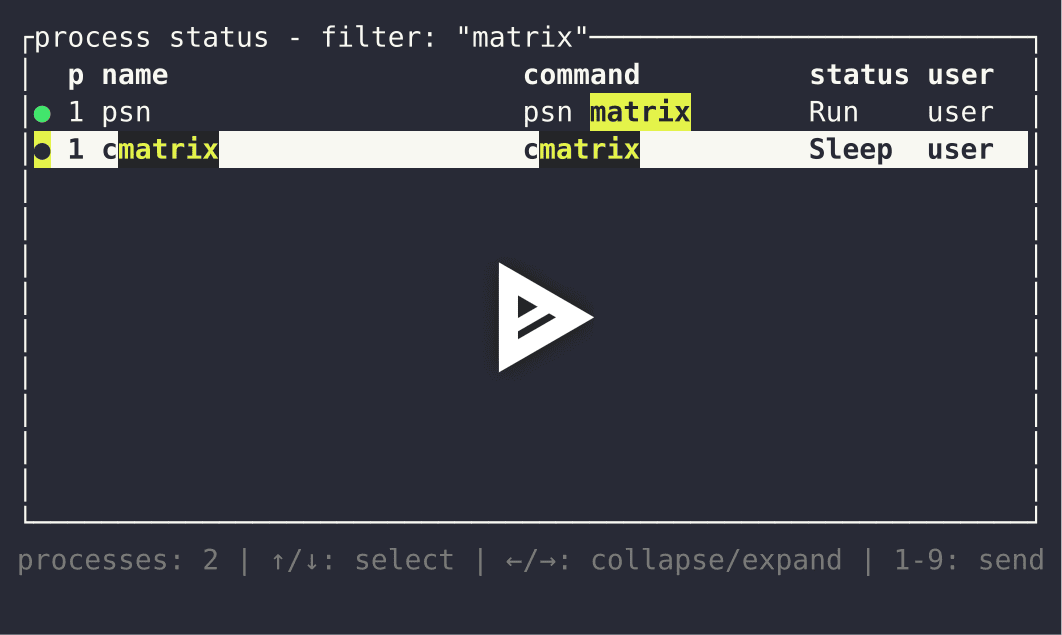 process status - filter: "matrix"
p name command status user
● 1 psn psn matrix Run user
● 1 cmatrix cmatrix Sleep user
processes: 2 | ↑/↓: select | ←/→: collapse/expand | 1-9: send